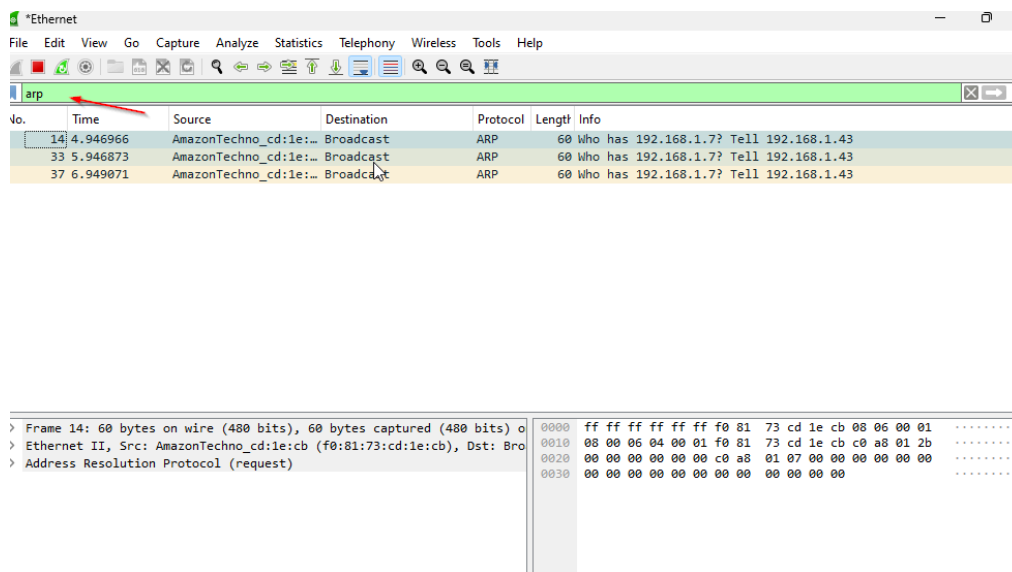 *Ethernet
File Edit View Go Capture Analyze Statistics Telephony Wireless Tools Help
arp
No. Time Source Destination Protocol Length Info
14 4.946966 AmazonTechno_cd:1e:… Broadcast ARP 60 Who has 192.168.1.7? Tell 192.168.1.43
33 5.946873 AmazonTechno_cd:1e:… Broadcast ARP 60 Who has 192.168.1.7? Tell 192.168.1.43
37 6.949071 AmazonTechno_cd:1e:… Broadcast ARP 60 Who has 192.168.1.7? Tell 192.168.1.43
Frame 14: 60 bytes on wire (480 bits), 60 bytes captured (480 bits) o
Ethernet II, Src: AmazonTechno_cd:1e:cb (f0:81:73:cd:1e:cb), Dst: Bro
Address Resolution Protocol (request)
0000 ff ff ff ff ff ff f0 81 73 cd 1e cb 08 06 00 01 ········
0010 08 00 06 04 00 01 f0 81 73 cd 1e cb c0 a8 01 2b ········
0020 00 00 00 00 00 00 c0 a8 01 07 00 00 00 00 00 00 ········
0030 00 00 00 00 00 00 00 00 00 00 00 00 ········